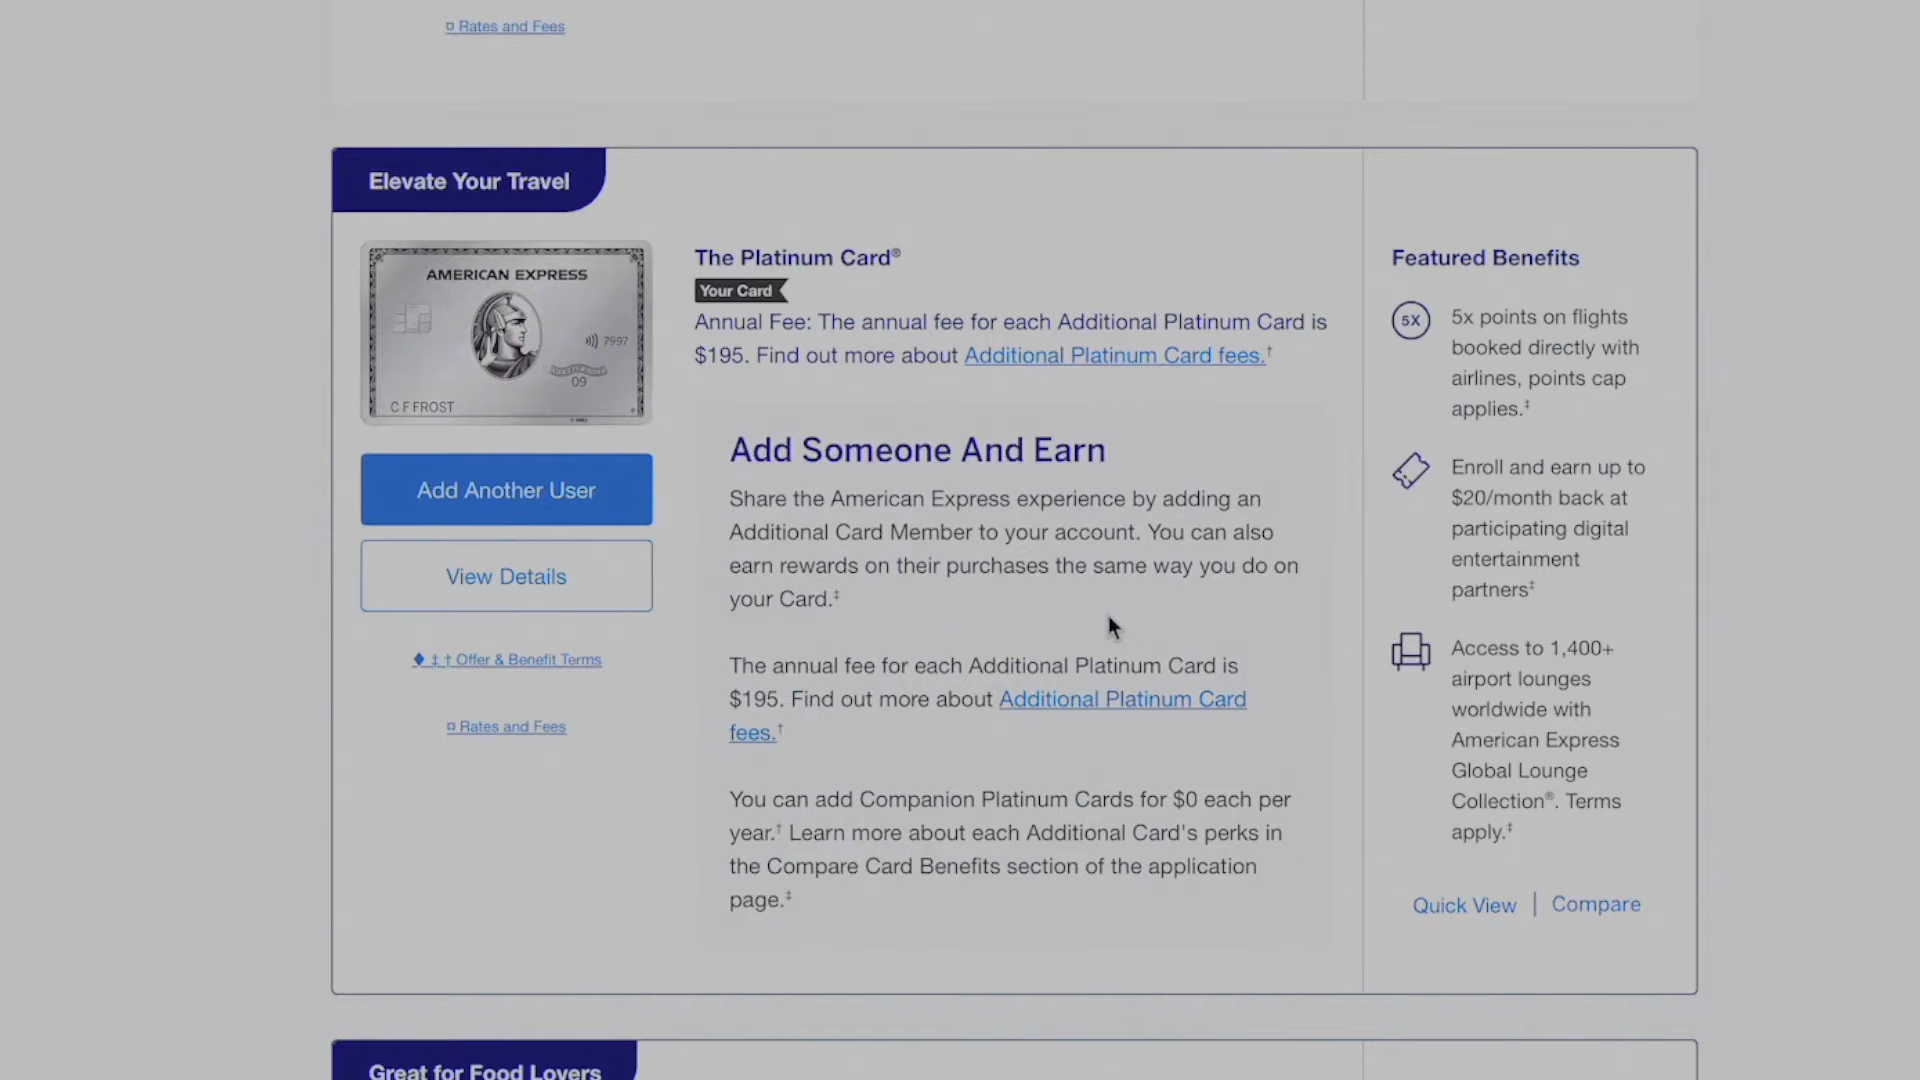 ¤ Rates and Fees
Elevate Your Travel
AMERICAN EXPRESS
7997
09
C F FROST
Add Another User
View Details
♦ ‡ † Offer & Benefit Terms
¤ Rates and Fees
The Platinum Card®
Your Card
Annual Fee: The annual fee for each Additional Platinum Card is
$195. Find out more about Additional Platinum Card fees.†
Add Someone And Earn
Share the American Express experience by adding an
Additional Card Member to your account. You can also
earn rewards on their purchases the same way you do on
your Card.‡
The annual fee for each Additional Platinum Card is
$195. Find out more about Additional Platinum Card
fees.†
You can add Companion Platinum Cards for $0 each per
year.† Learn more about each Additional Card's perks in
the Compare Card Benefits section of the application
page.‡
Featured Benefits
5X
5x points on flights
booked directly with
airlines, points cap
applies.‡
Enroll and earn up to
$20/month back at
participating digital
entertainment
partners‡
Access to 1,400+
airport lounges
worldwide with
American Express
Global Lounge
Collection®. Terms
apply.‡
Quick View | Compare
Great for Food Lovers